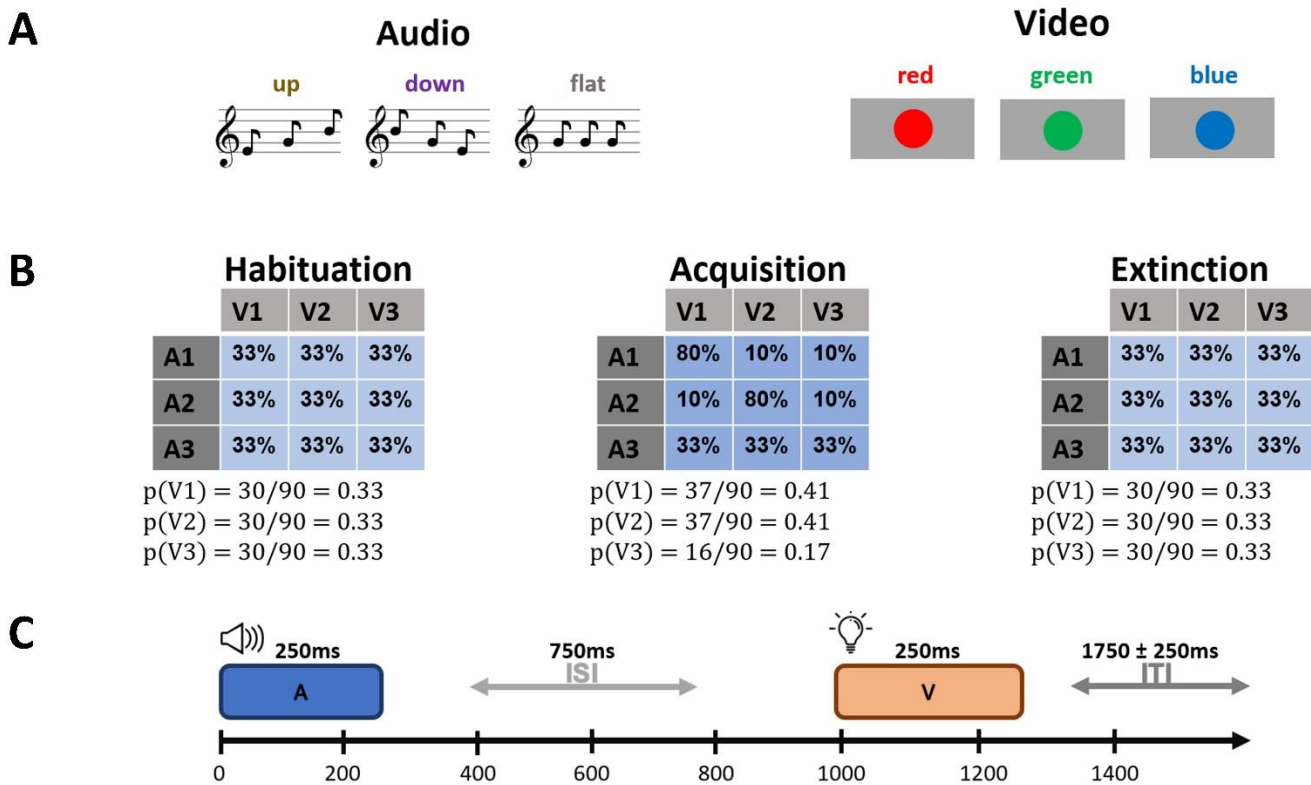 A
Audio
Video
up down flat
red green blue
B
Habituation
V1 V2 V3
A1 33% 33% 33%
A2 33% 33% 33%
A3 33% 33% 33%
p(V1) = 30/90 = 0.33
p(V2) = 30/90 = 0.33
p(V3) = 30/90 = 0.33
Acquisition
V1 V2 V3
A1 80% 10% 10%
A2 10% 80% 10%
A3 33% 33% 33%
p(V1) = 37/90 = 0.41
p(V2) = 37/90 = 0.41
p(V3) = 16/90 = 0.17
Extinction
V1 V2 V3
A1 33% 33% 33%
A2 33% 33% 33%
A3 33% 33% 33%
p(V1) = 30/90 = 0.33
p(V2) = 30/90 = 0.33
p(V3) = 30/90 = 0.33
C
250ms 750ms 250ms 1750 ± 250ms
A ISI V ITI
0 200 400 600 800 1000 1200 1400